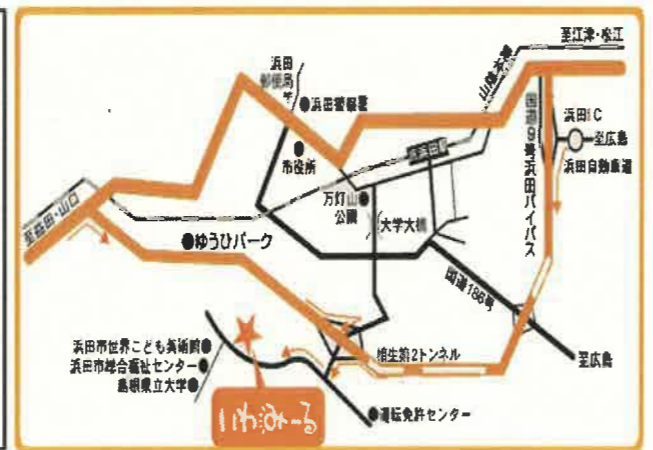 至江津・松江
山陰本線
浜田
郵便局
〒
浜田警察署
市役所
国道9号浜田バイパス
浜田IC
至広島
浜田自動車道
万灯山
公園
大学大橋
至益田・山口
ゆうひパーク
国道186号
至広島
相生第2トンネル
浜田市世界こども美術館
浜田市総合福祉センター
島根県立大学
いわみーる
運転免許センター